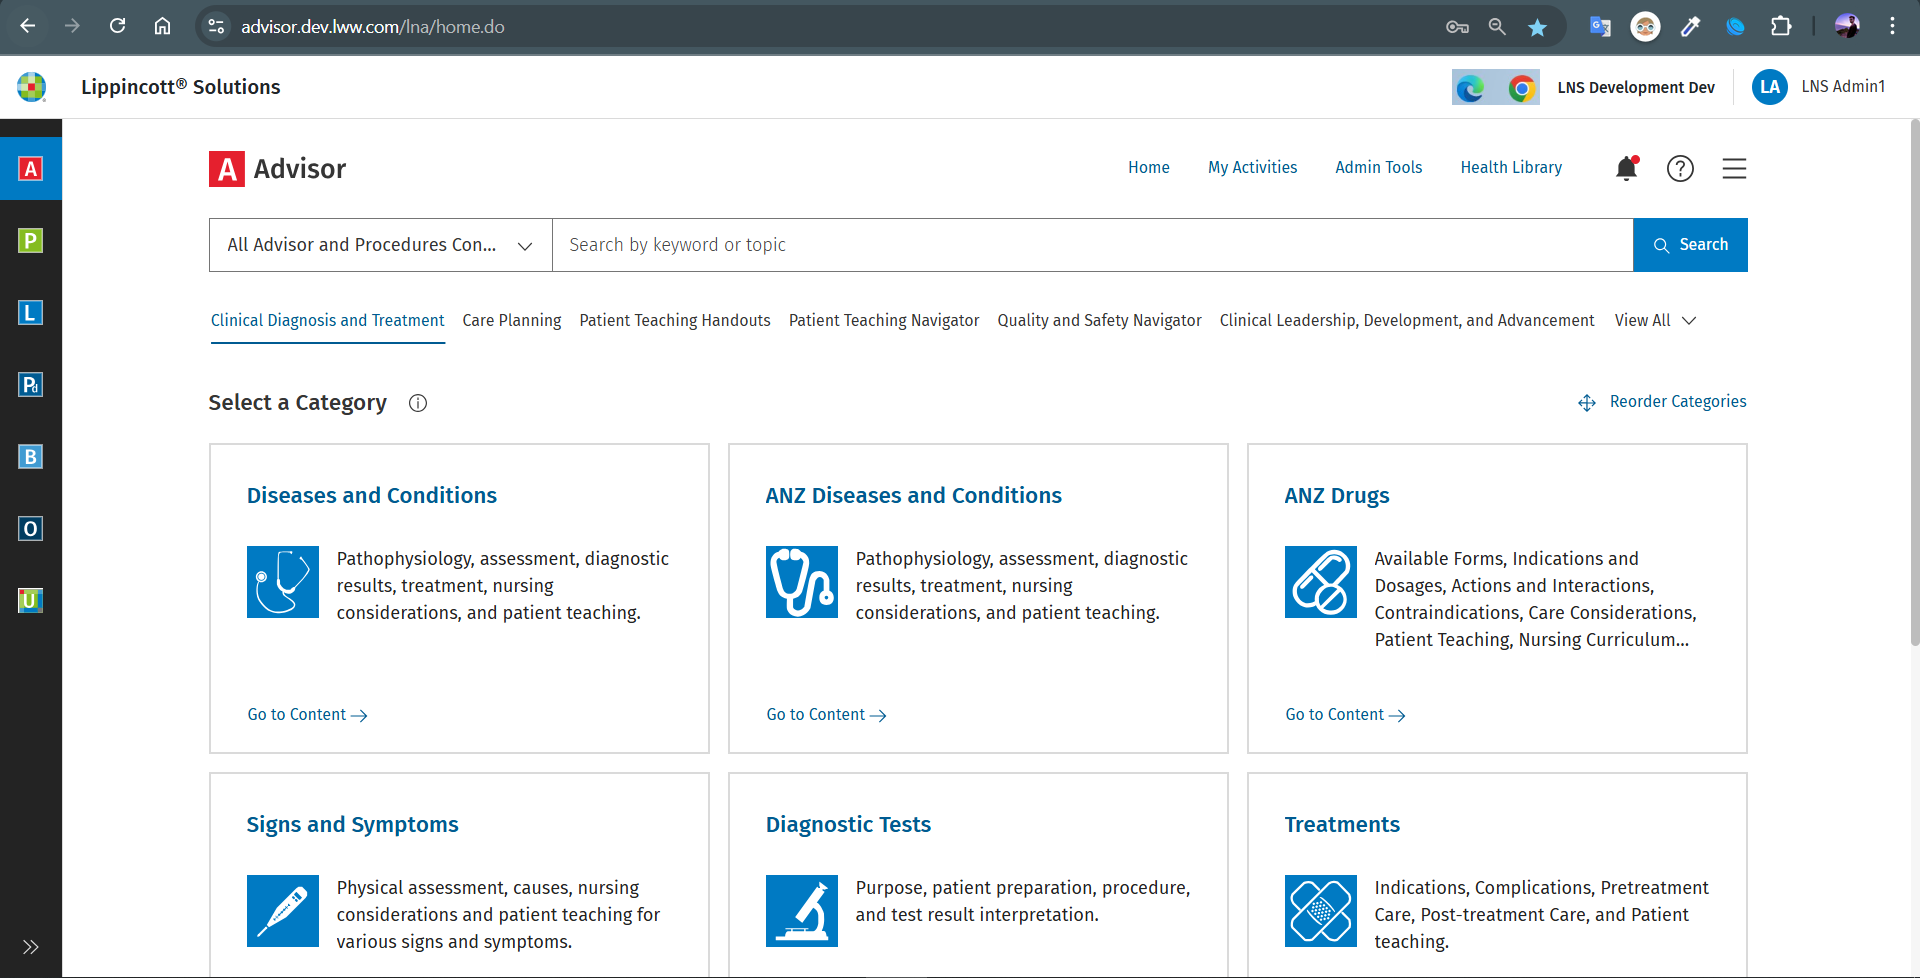 advisor.dev.lww.com/lna/home.do
Lippincott® Solutions
LNS Development Dev
LA
LNS Admin1
A
P
L
Pd
B
O
U
A Advisor
Home
My Activities
Admin Tools
Health Library
All Advisor and Procedures Con...
Search by keyword or topic
Search
Clinical Diagnosis and Treatment
Care Planning
Patient Teaching Handouts
Patient Teaching Navigator
Quality and Safety Navigator
Clinical Leadership, Development, and Advancement
View All
Select a Category
Reorder Categories
Diseases and Conditions
Pathophysiology, assessment, diagnostic
results, treatment, nursing
considerations, and patient teaching.
Go to Content
ANZ Diseases and Conditions
Pathophysiology, assessment, diagnostic
results, treatment, nursing
considerations, and patient teaching.
Go to Content
ANZ Drugs
Available Forms, Indications and
Dosages, Actions and Interactions,
Contraindications, Care Considerations,
Patient Teaching, Nursing Curriculum...
Go to Content
Signs and Symptoms
Physical assessment, causes, nursing
considerations and patient teaching for
various signs and symptoms.
Diagnostic Tests
Purpose, patient preparation, procedure,
and test result interpretation.
Treatments
Indications, Complications, Pretreatment
Care, Post-treatment Care, and Patient
teaching.